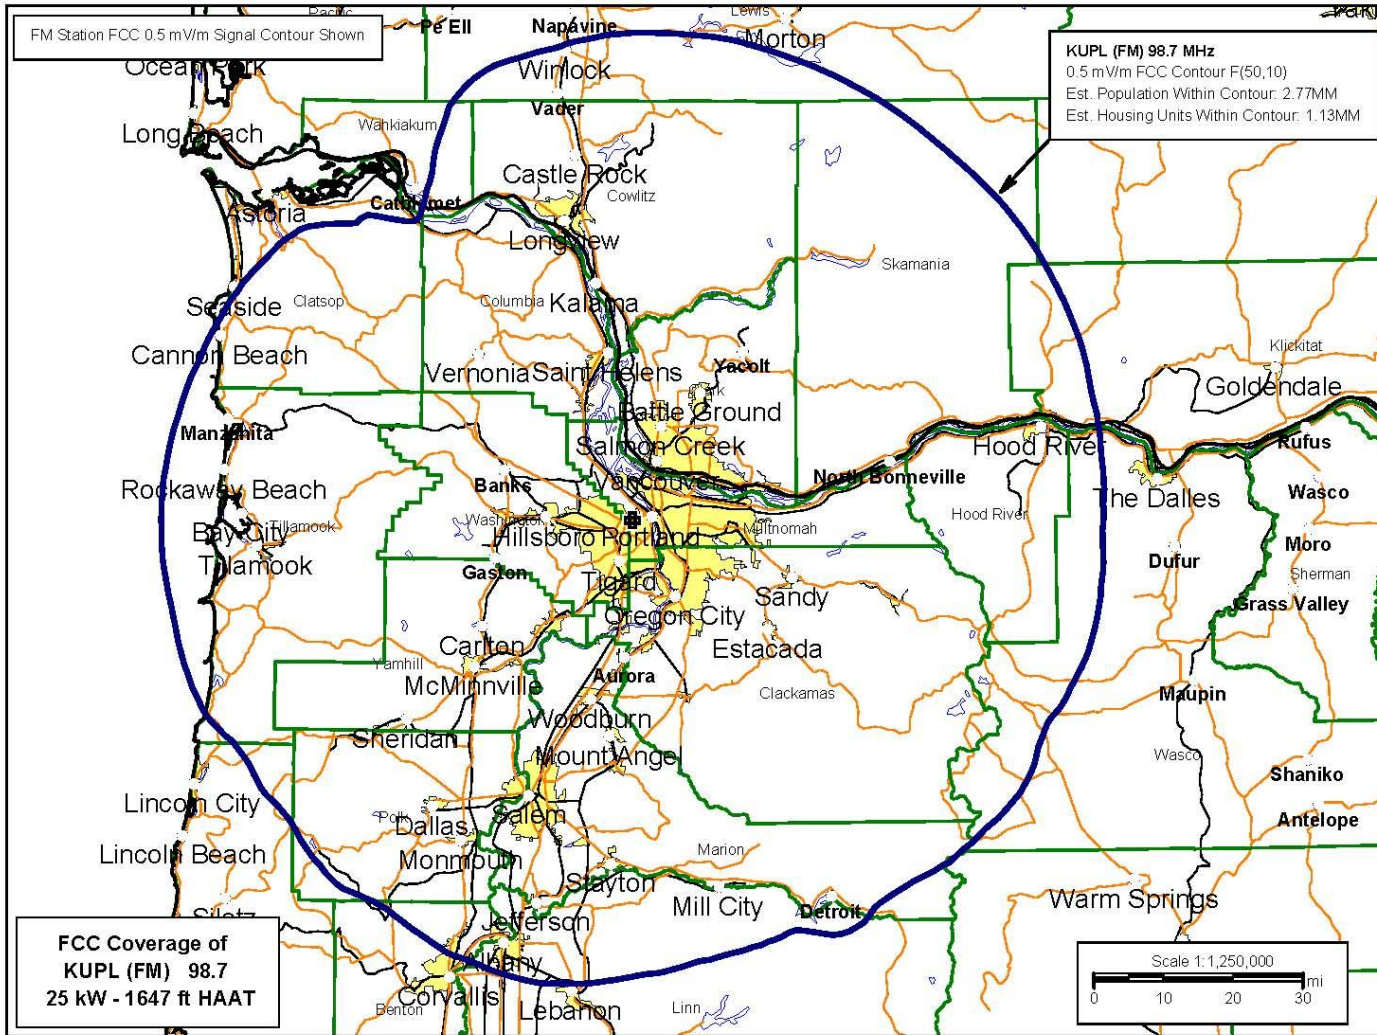 Pacific
Lewis
Pe Ell
Napavine
Morton
FM Station FCC 0.5 mV/m Signal Contour Shown
KUPL (FM) 98.7 MHz
0.5 mV/m FCC Contour F(50,10)
Est. Population Within Contour: 2.77MM
Est. Housing Units Within Contour: 1.13MM
Ocean Park
Winlock
Vader
Long Beach
Wahkiakum
Castle Rock
Cowlitz
Astoria
Cathlamet
Longview
Skamania
Seaside
Clatsop
Columbia
Kalama
Cannon Beach
Vernonia
Saint Helens
Yacolt
Klickitat
Goldendale
Battle Ground
Manzanita
Salmon Creek
Hood River
Rufus
Rockaway Beach
Banks
Vancouver
North Bonneville
The Dalles
Wasco
Bay City
Tillamook
Washington
Hillsboro
Portland
Multnomah
Hood River
Moro
Tillamook
Gaston
Tigard
Sandy
Dufur
Sherman
Grass Valley
Oregon City
Carlton
Estacada
Yamhill
McMinnville
Aurora
Clackamas
Maupin
Sheridan
Woodburn
Mount Angel
Wasco
Shaniko
Lincoln City
Salem
Polk
Dallas
Antelope
Lincoln Beach
Monmouth
Marion
Slayton
Mill City
Detroit
Warm Springs
Siletz
Jefferson
FCC Coverage of
KUPL (FM) 98.7
25 kW - 1647 ft HAAT
Albany
Corvallis
Benton
Lebanon
Linn
Scale 1:1,250,000
mi
0 10 20 30